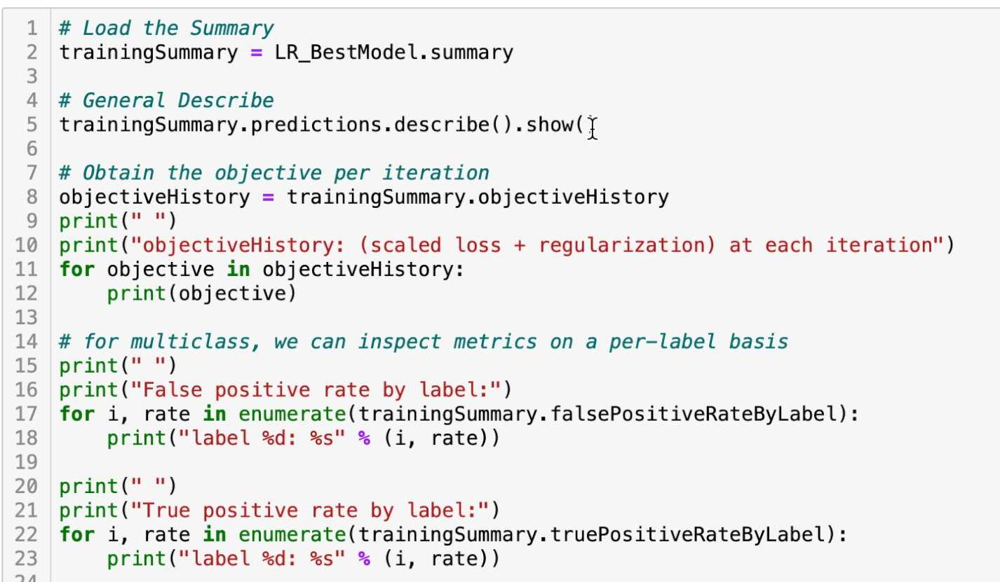 1 # Load the Summary
2 trainingSummary = LR_BestModel.summary
3
4 # General Describe
5 trainingSummary.predictions.describe().show(
6
7 # Obtain the objective per iteration
8 objectiveHistory = trainingSummary.objectiveHistory
9 print(" ")
10 print("objectiveHistory: (scaled loss + regularization) at each iteration")
11 for objective in objectiveHistory:
12     print(objective)
13
14 # for multiclass, we can inspect metrics on a per-label basis
15 print(" ")
16 print("False positive rate by label:")
17 for i, rate in enumerate(trainingSummary.falsePositiveRateByLabel):
18     print("label %d: %s" % (i, rate))
19
20 print(" ")
21 print("True positive rate by label:")
22 for i, rate in enumerate(trainingSummary.truePositiveRateByLabel):
23     print("label %d: %s" % (i, rate))
24